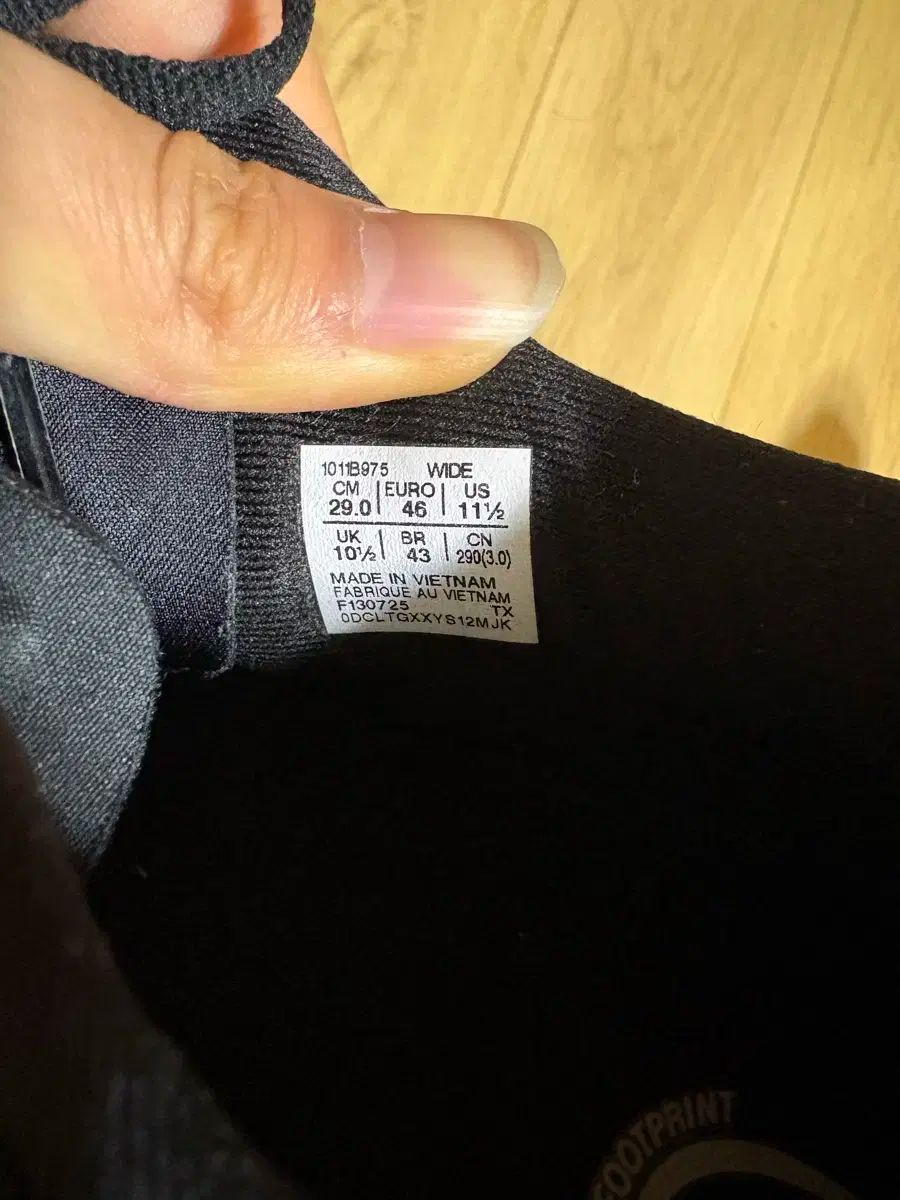 1011B975 WIDE
CM | EURO | US
29.0 | 46 | 11½
UK | BR | CN
10½ | 43 | 290(3.0)
MADE IN VIETNAM
FABRIQUE AU VIETNAM
F130725 TX
0DCLTGXXYS12MJK
FOOTPRINT